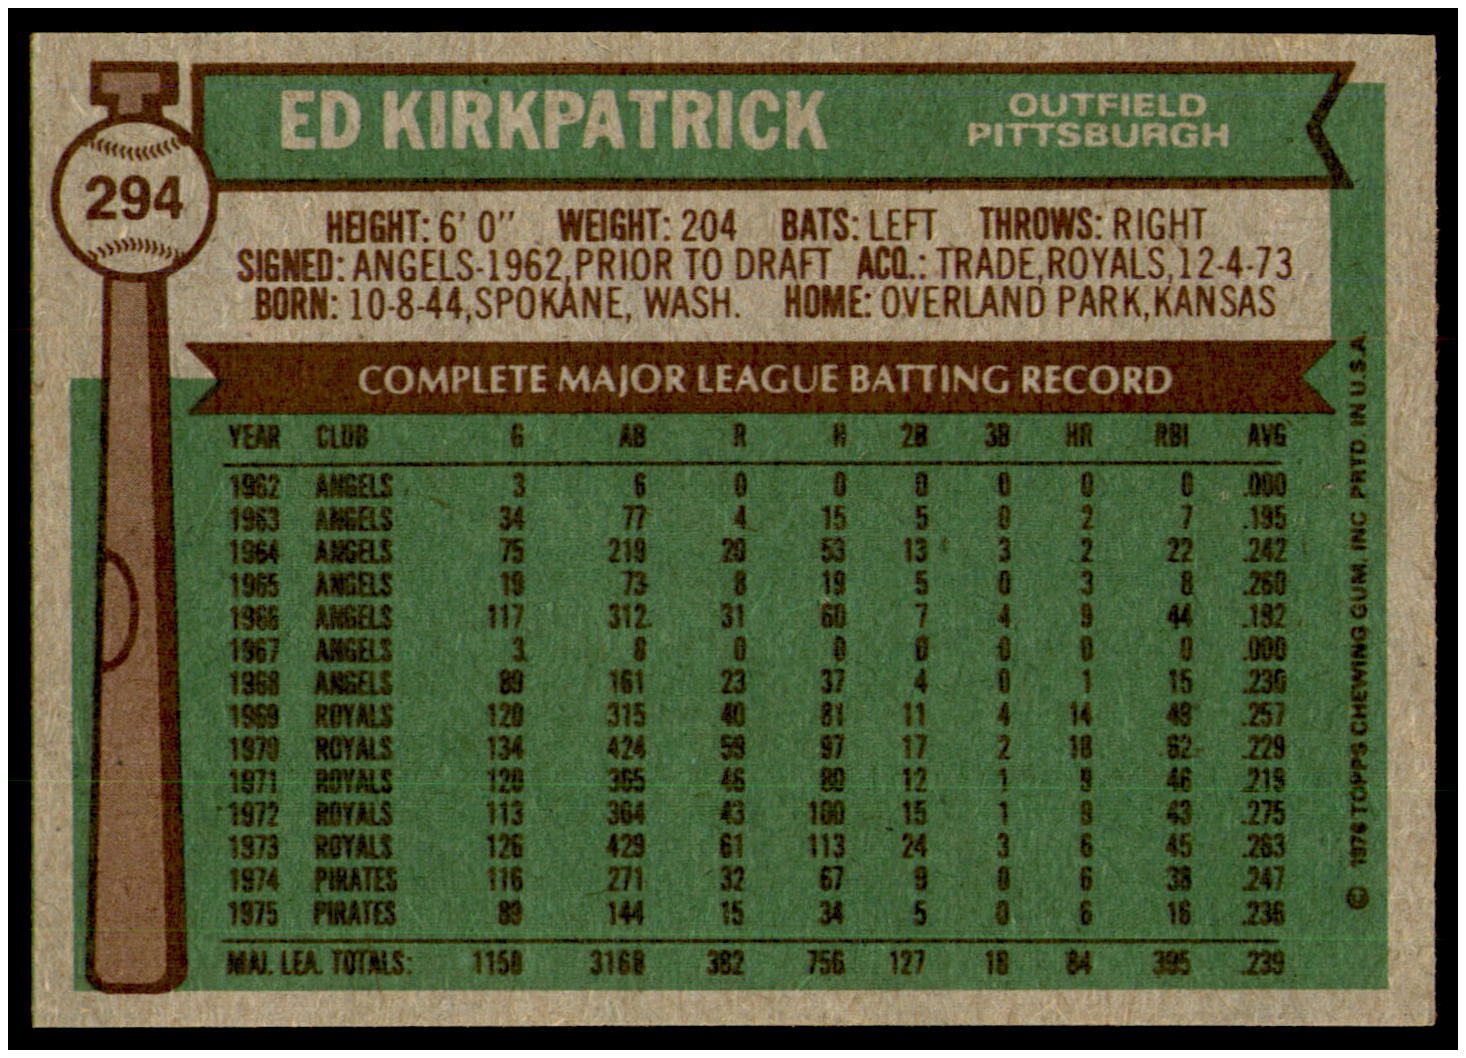 ED KIRKPATRICK
OUTFIELD
PITTSBURGH
294
HEIGHT: 6' 0" WEIGHT: 204 BATS: LEFT THROWS: RIGHT
SIGNED: ANGELS-1962, PRIOR TO DRAFT ACQ.: TRADE, ROYALS, 12-4-73
BORN: 10-8-44, SPOKANE, WASH. HOME: OVERLAND PARK, KANSAS
COMPLETE MAJOR LEAGUE BATTING RECORD
YEAR CLUB G AB R H 2B 3B HR RBI AVG
1962 ANGELS 3 6 0 0 0 0 0 0 .000
1963 ANGELS 34 77 4 15 5 0 2 7 .195
1964 ANGELS 75 219 20 53 13 3 2 22 .242
1965 ANGELS 19 73 8 19 5 0 3 8 .260
1966 ANGELS 117 312 31 60 7 4 9 44 .192
1967 ANGELS 3 8 0 0 0 0 0 0 .000
1968 ANGELS 89 161 23 37 4 0 1 15 .230
1969 ROYALS 120 315 40 81 11 4 14 49 .257
1970 ROYALS 134 424 59 97 17 2 18 62 .229
1971 ROYALS 120 365 46 80 12 1 9 46 .219
1972 ROYALS 113 364 43 100 15 1 9 43 .275
1973 ROYALS 126 429 61 113 24 3 6 45 .263
1974 PIRATES 116 271 32 67 9 0 6 38 .247
1975 PIRATES 89 144 15 34 5 0 5 16 .236
MAJ. LEA. TOTALS: 1158 3168 382 756 127 18 84 395 .239
© 1976 TOPPS CHEWING GUM, INC PRTD. IN U.S.A.